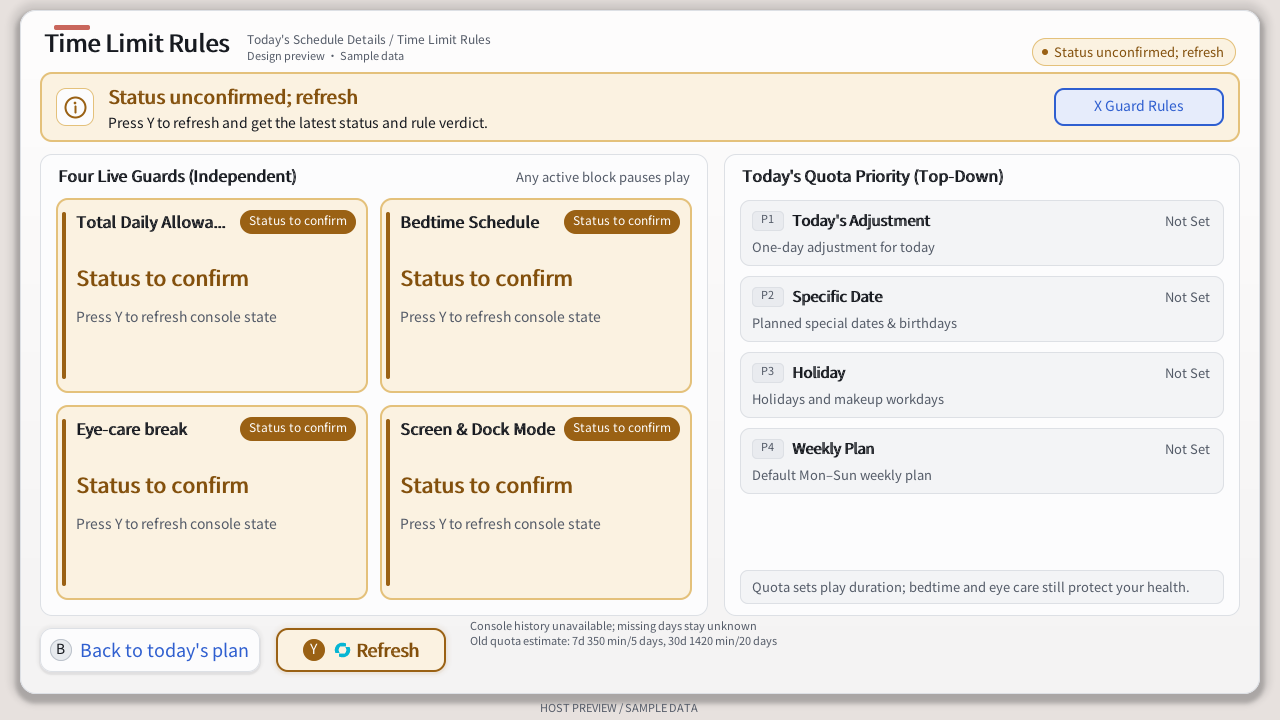 Time Limit Rules
Today's Schedule Details / Time Limit Rules
Design preview · Sample data
Status unconfirmed; refresh
Status unconfirmed; refresh
Press Y to refresh and get the latest status and rule verdict.
X Guard Rules
Four Live Guards (Independent)
Any active block pauses play
Total Daily Allowa...
Status to confirm
Status to confirm
Press Y to refresh console state
Bedtime Schedule
Status to confirm
Status to confirm
Press Y to refresh console state
Eye-care break
Status to confirm
Status to confirm
Press Y to refresh console state
Screen & Dock Mode
Status to confirm
Status to confirm
Press Y to refresh console state
Today's Quota Priority (Top-Down)
P1 Today's Adjustment Not Set
One-day adjustment for today
P2 Specific Date Not Set
Planned special dates & birthdays
P3 Holiday Not Set
Holidays and makeup workdays
P4 Weekly Plan Not Set
Default Mon–Sun weekly plan
Quota sets play duration; bedtime and eye care still protect your health.
B Back to today's plan
Y Refresh
Console history unavailable; missing days stay unknown
Old quota estimate: 7d 350 min/5 days, 30d 1420 min/20 days
HOST PREVIEW / SAMPLE DATA